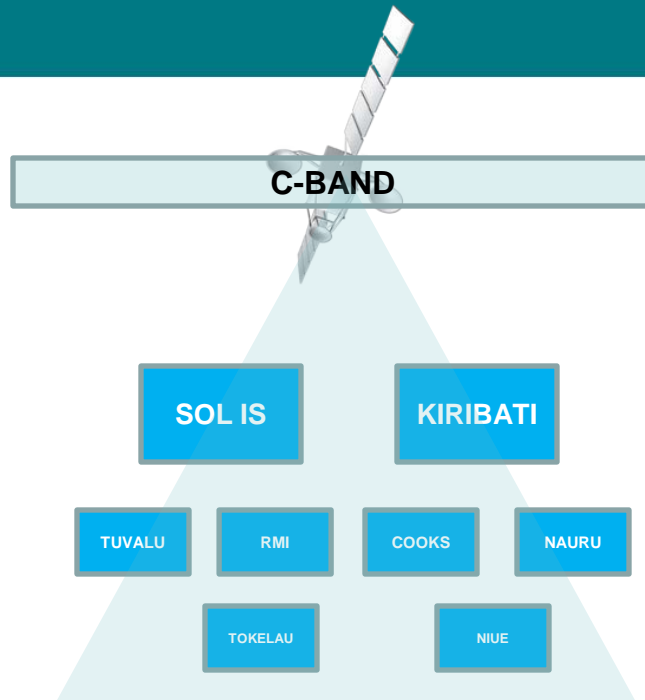 C-BAND
SOL IS
KIRIBATI
TUVALU
RMI
COOKS
NAURU
TOKELAU
NIUE